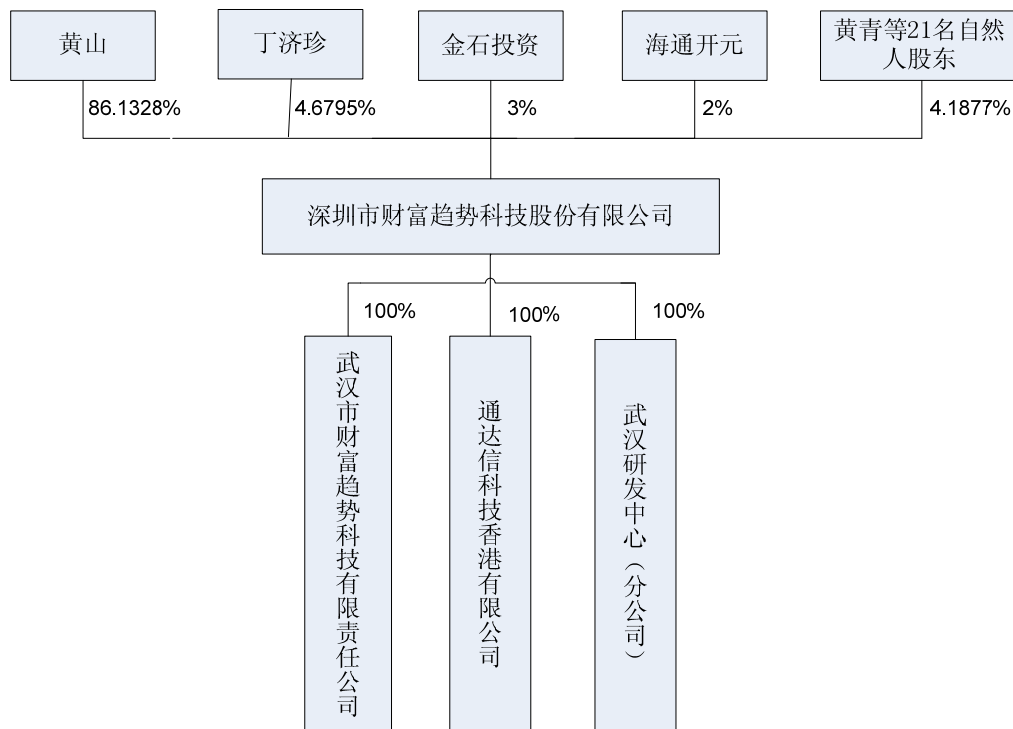 黄山
丁济珍
金石投资
海通开元
黄青等21名自然
人股东
86.1328%
4.6795%
3%
2%
4.1877%
深圳市财富趋势科技股份有限公司
100%
100%
100%
武汉市财富趋势科技有限责任公司
通达信科技香港有限公司
武汉研发中心（分公司）